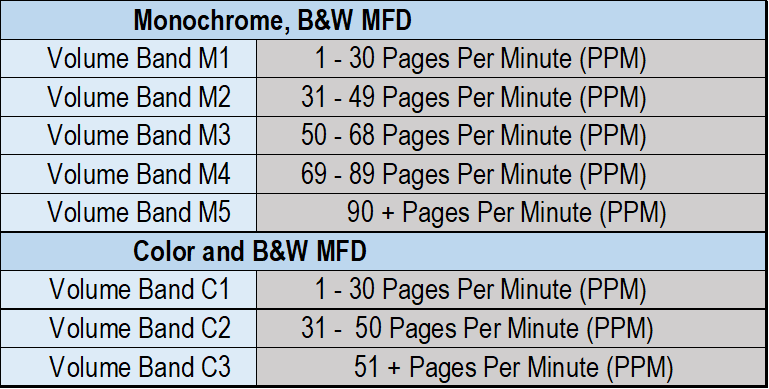 Monochrome, B&W MFD
Volume Band M1 1 - 30 Pages Per Minute (PPM)
Volume Band M2 31 - 49 Pages Per Minute (PPM)
Volume Band M3 50 - 68 Pages Per Minute (PPM)
Volume Band M4 69 - 89 Pages Per Minute (PPM)
Volume Band M5 90 + Pages Per Minute (PPM)
Color and B&W MFD
Volume Band C1 1 - 30 Pages Per Minute (PPM)
Volume Band C2 31 - 50 Pages Per Minute (PPM)
Volume Band C3 51 + Pages Per Minute (PPM)